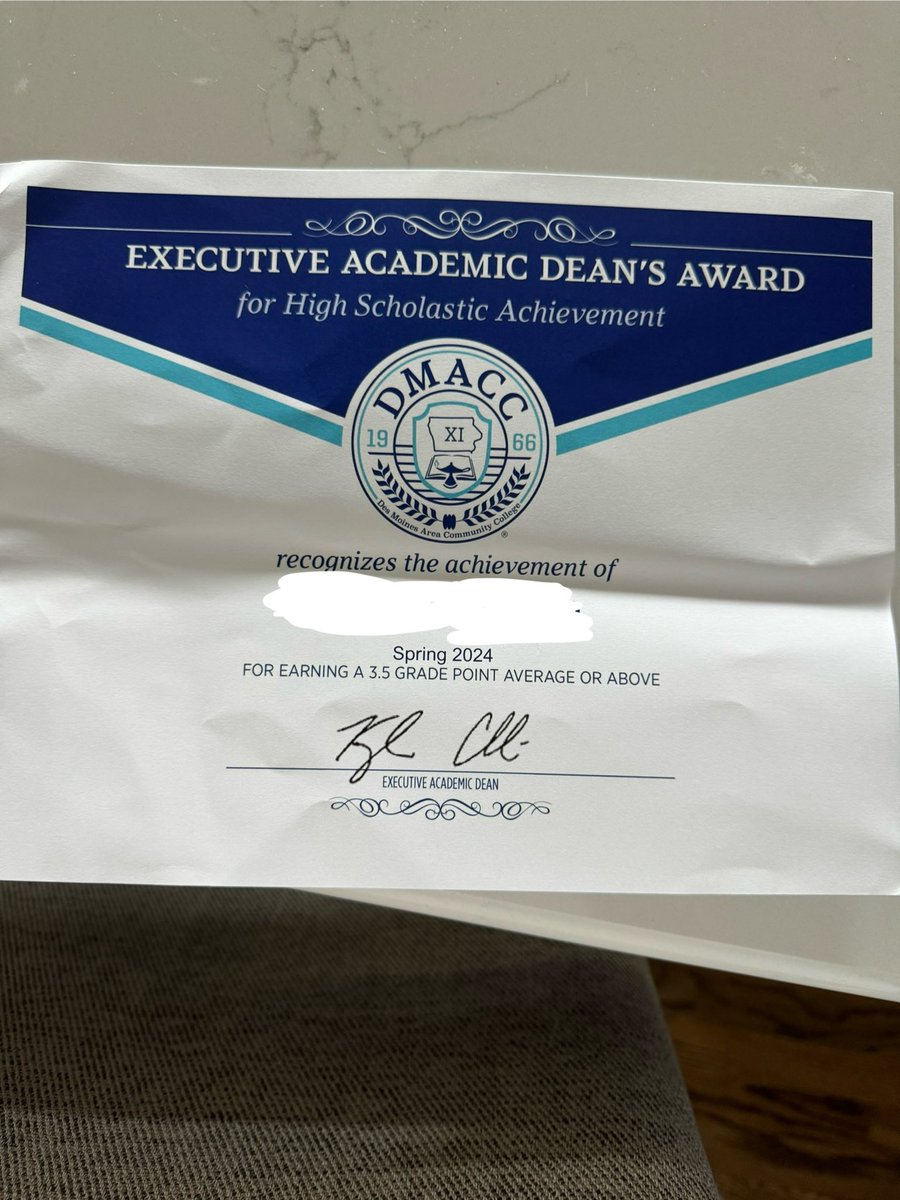 EXECUTIVE ACADEMIC DEAN'S AWARD
for High Scholastic Achievement
DMACC
19 66
XI
Des Moines Area Community College
®
recognizes the achievement of
Spring 2024
FOR EARNING A 3.5 GRADE POINT AVERAGE OR ABOVE
EXECUTIVE ACADEMIC DEAN